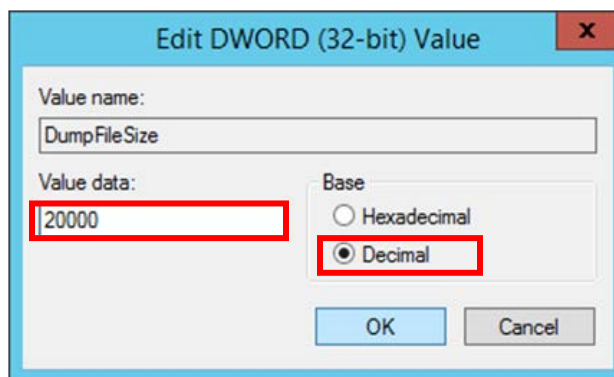 Edit DWORD (32-bit) Value
x
Value name:
DumpFileSize
Value data:
20000
Base
Hexadecimal
Decimal
OK
Cancel